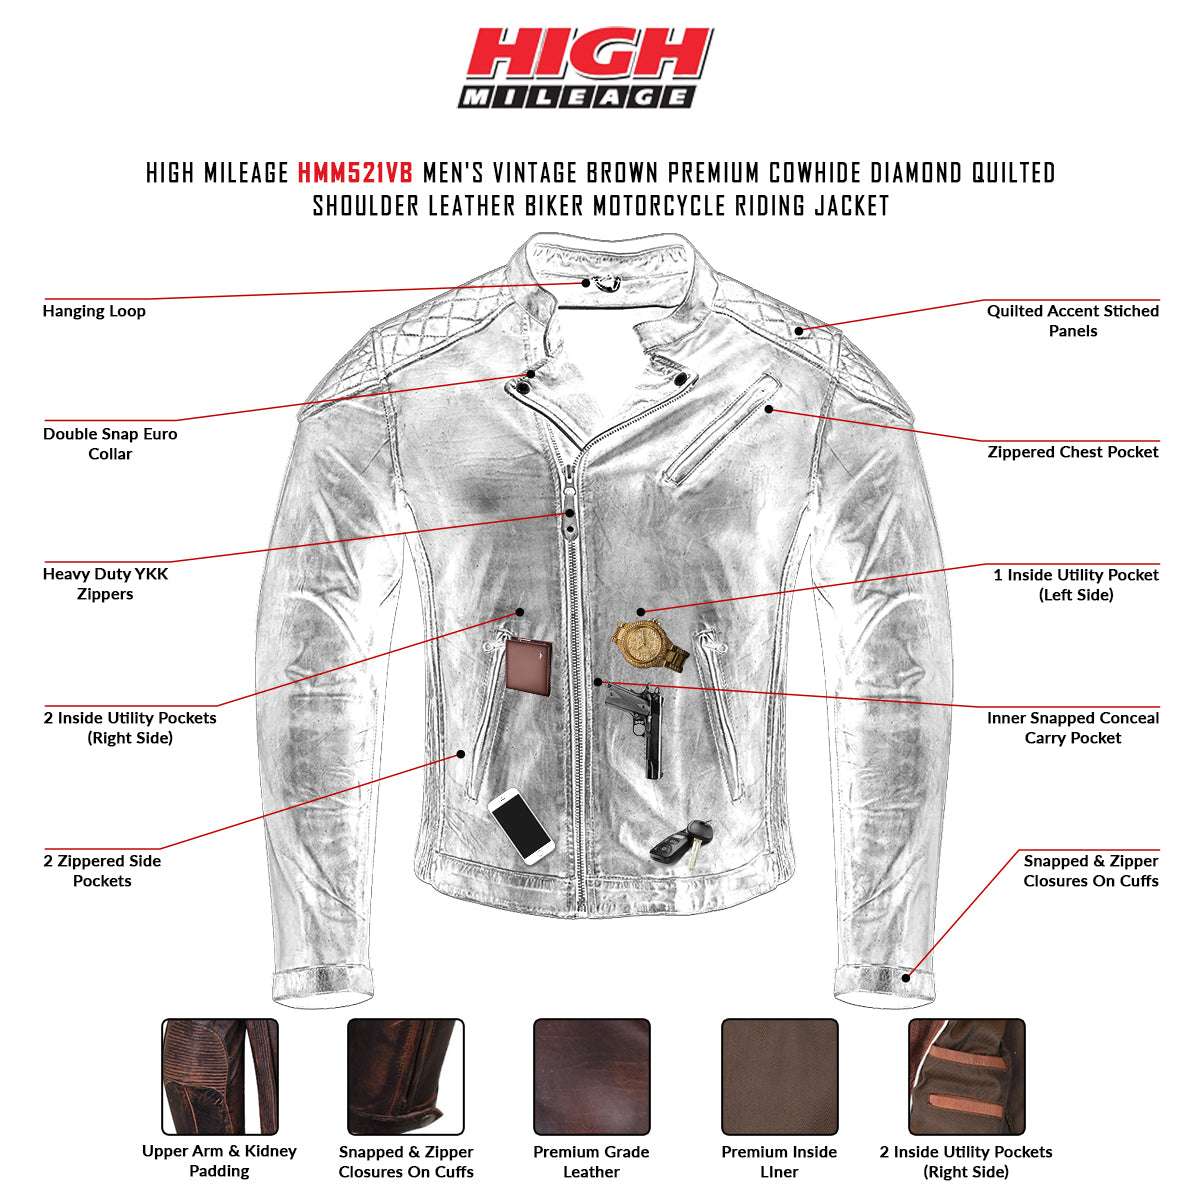 HIGH
MILEAGE
HIGH MILEAGE HMM521VB MEN'S VINTAGE BROWN PREMIUM COWHIDE DIAMOND QUILTED
SHOULDER LEATHER BIKER MOTORCYCLE RIDING JACKET
Hanging Loop
Quilted Accent Stiched
Panels
Double Snap Euro
Collar
Zippered Chest Pocket
Heavy Duty YKK
Zippers
1 Inside Utility Pocket
(Left Side)
2 Inside Utility Pockets
(Right Side)
Inner Snapped Conceal
Carry Pocket
2 Zippered Side
Pockets
Snapped & Zipper
Closures On Cuffs
Upper Arm & Kidney
Padding
Snapped & Zipper
Closures On Cuffs
Premium Grade
Leather
Premium Inside
LIner
2 Inside Utility Pockets
(Right Side)